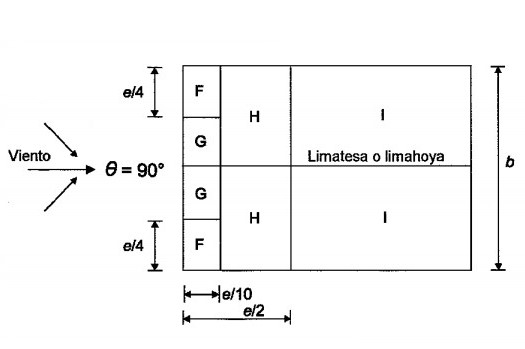 e/4
F
H
I
G
Viento
θ = 90°
Limatesa o limahoya
b
G
H
I
e/4
F
e/10
e/2